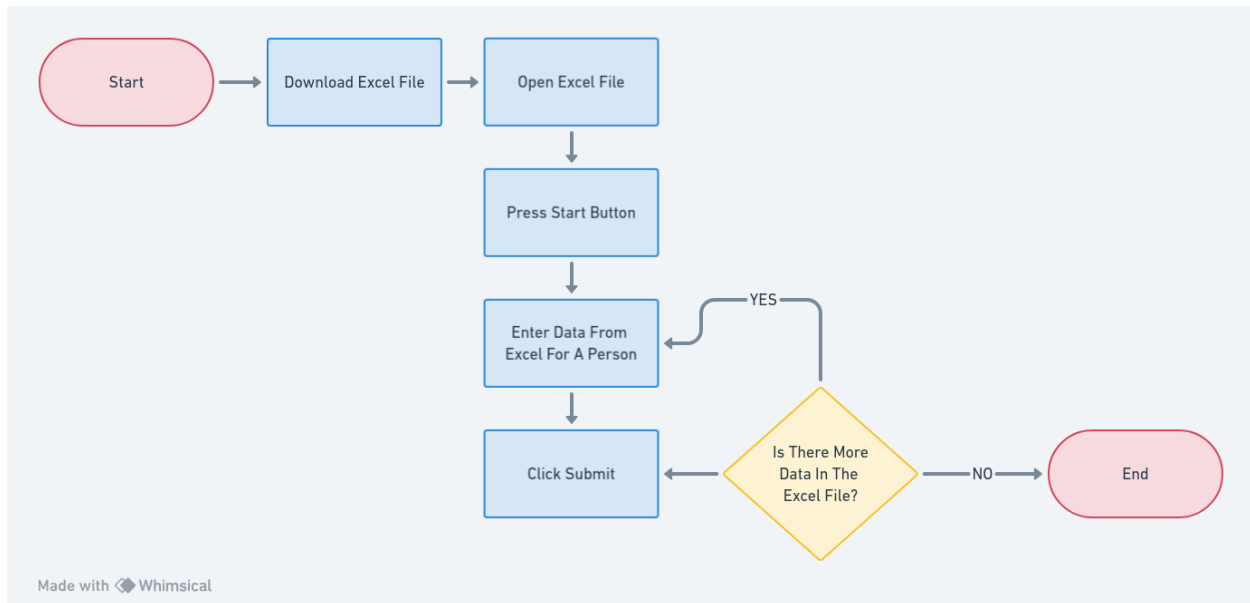 Start
Download Excel File
Open Excel File
Press Start Button
Enter Data From
Excel For A Person
YES
Click Submit
Is There More
Data In The
Excel File?
NO
End
Made with Whimsical